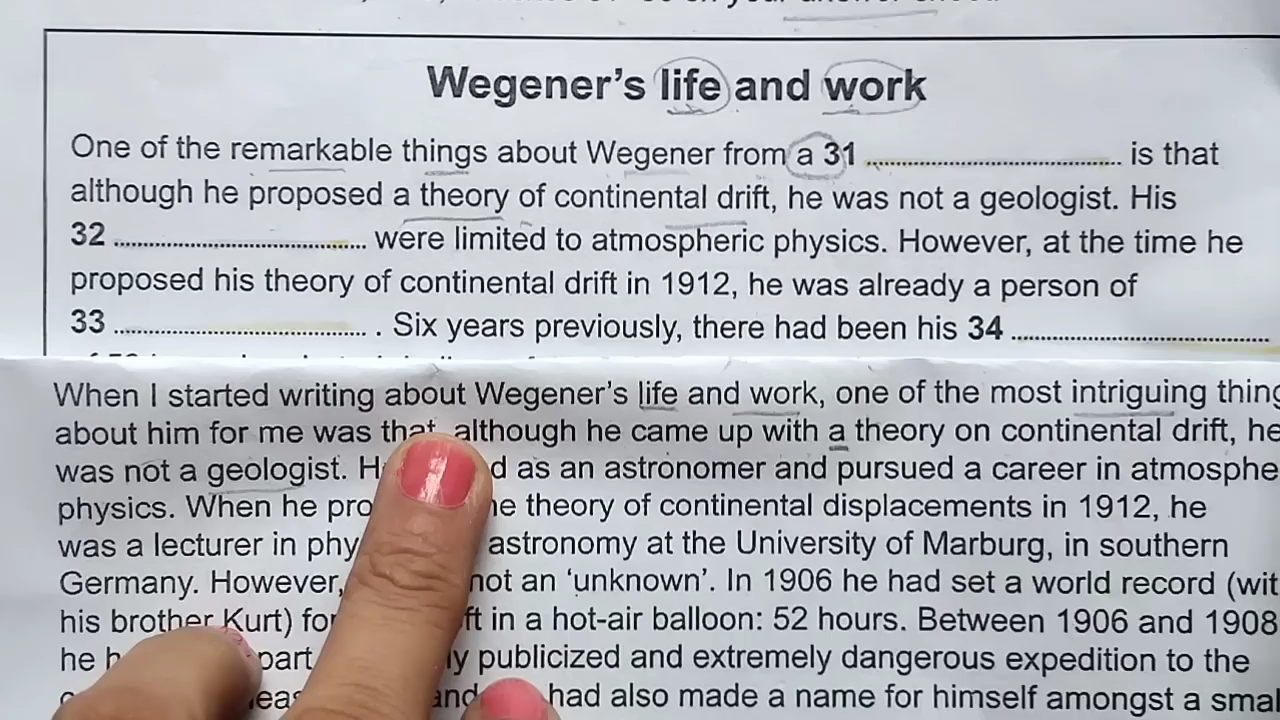 Wegener's life and work
One of the remarkable things about Wegener from a 31 ........................ is that
although he proposed a theory of continental drift, he was not a geologist. His
32 ........................ were limited to atmospheric physics. However, at the time he
proposed his theory of continental drift in 1912, he was already a person of
33 ........................ . Six years previously, there had been his 34 ........................
When I started writing about Wegener's life and work, one of the most intriguing
about him for me was although he came up with a theory on continental drift, he
was not a geologist. as an astronomer and pursued a career in
physics. When he theory of continental displacements in 1912, he
was a lecturer in astronomy at the University of Marburg, in southern
Germany. However, not an 'unknown'. In 1906 he had set a world record
his brother Kurt) in a hot-air balloon: 52 hours. Between 1906 and 1908
he publicized and extremely dangerous expedition to the
had also made a name for himself amongst a